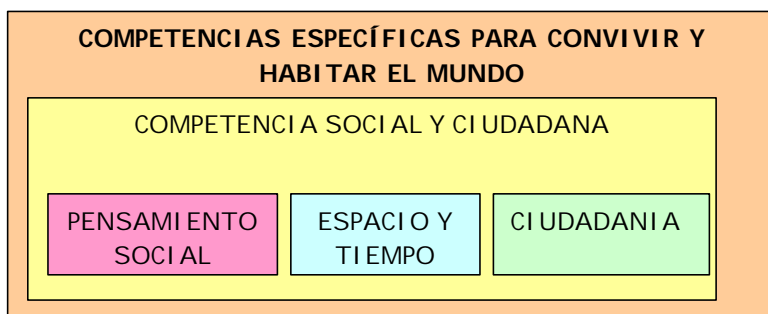 COMPETENCIAS ESPECÍFICAS PARA CONVIVIR Y
HABITAR EL MUNDO
COMPETENCIA SOCIAL Y CIUDADANA
PENSAMIENTO
SOCIAL
ESPACIO Y
TIEMPO
CIUDADANIA